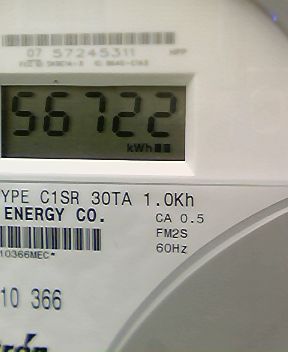 07 57245311 MPP
56722
kWh
YPE C1SR 30TA 1.0Kh
ENERGY CO. CA 0.5
FM2S
10366MEC*
60Hz
10 366